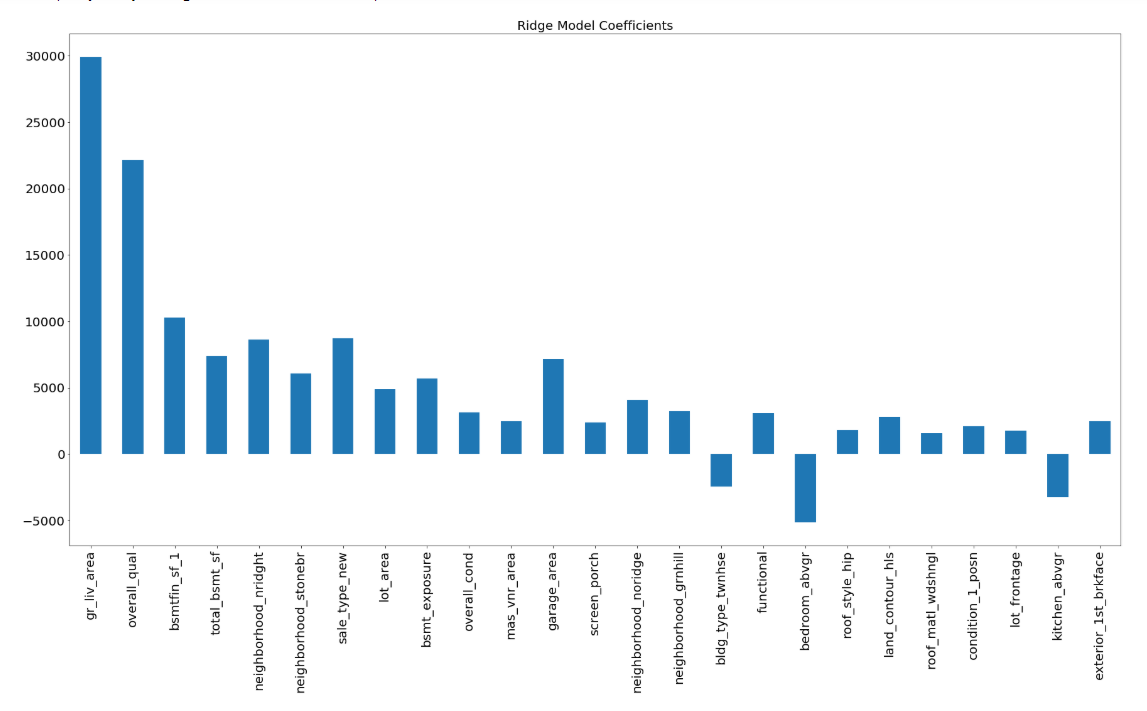 Ridge Model Coefficients
30000
25000
20000
15000
10000
5000
0
−5000
gr_liv_area
overall_qual
bsmtfin_sf_1
total_bsmt_sf
neighborhood_nridght
neighborhood_stonebr
sale_type_new
lot_area
bsmt_exposure
overall_cond
mas_vnr_area
garage_area
screen_porch
neighborhood_noridge
neighborhood_grnhill
bldg_type_twnhse
functional
bedroom_abvgr
roof_style_hip
land_contour_hls
roof_matl_wdshngl
condition_1_posn
lot_frontage
kitchen_abvgr
exterior_1st_brkface